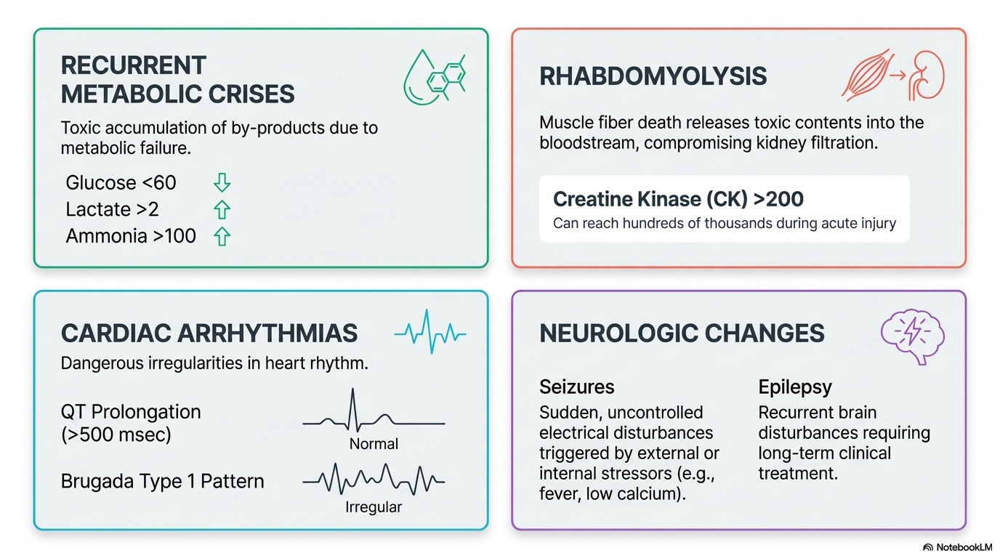 RECURRENT
METABOLIC CRISES
Toxic accumulation of by-products due to
metabolic failure.
Glucose <60
Lactate >2
Ammonia >100
RHABDOMYOLYSIS
Muscle fiber death releases toxic contents into the
bloodstream, compromising kidney filtration.
Creatine Kinase (CK) >200
Can reach hundreds of thousands during acute injury
CARDIAC ARRHYTHMIAS
Dangerous irregularities in heart rhythm.
QT Prolongation
(>500 msec)
Normal
Brugada Type 1 Pattern
Irregular
NEUROLOGIC CHANGES
Seizures
Sudden, uncontrolled
electrical disturbances
triggered by external or
internal stressors (e.g.,
fever, low calcium).
Epilepsy
Recurrent brain
disturbances requiring
long-term clinical
treatment.
NotebookLM